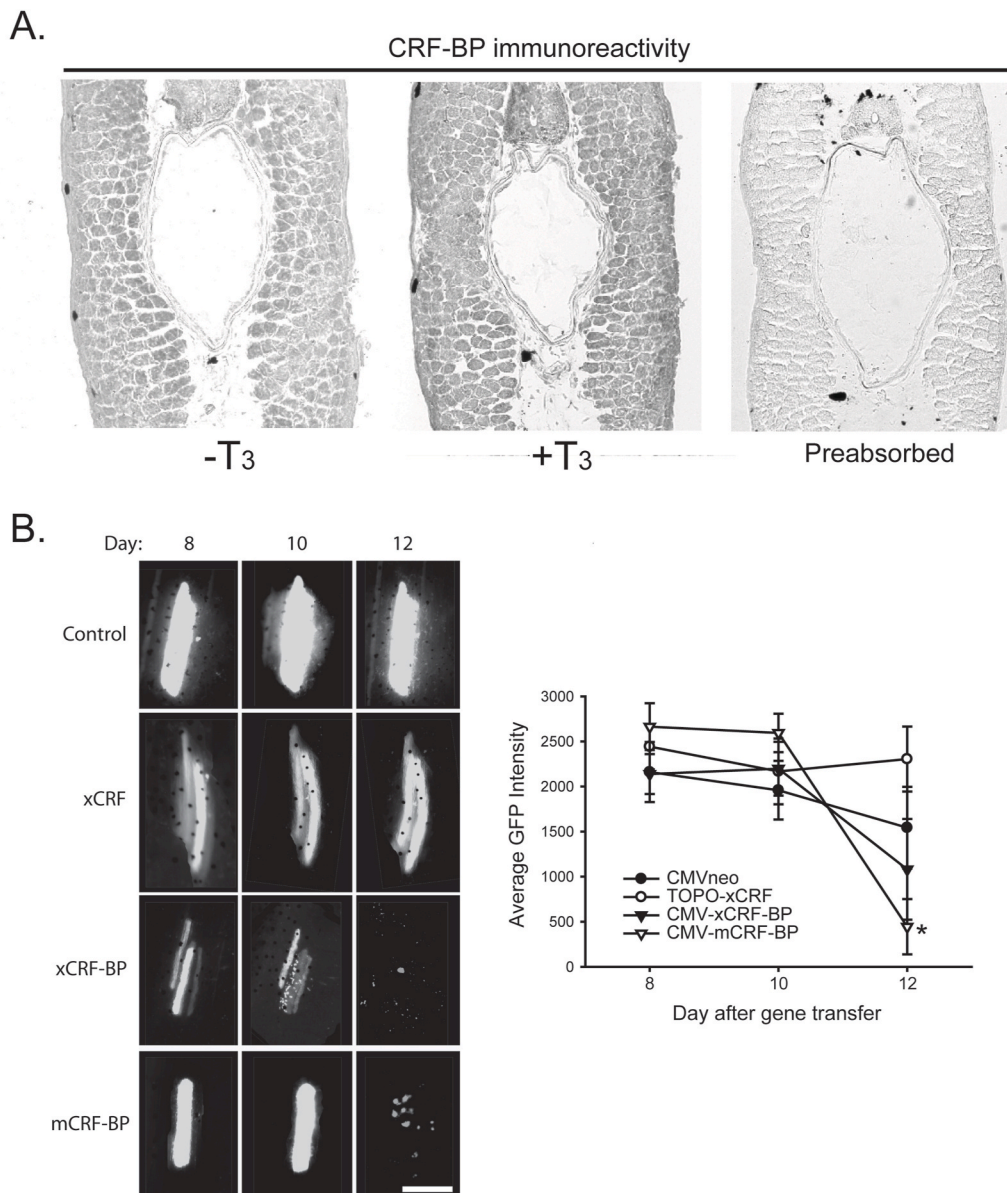 A.
CRF-BP immunoreactivity
-T3
+T3
Preabsorbed
B.
Day: 8 10 12
Control
xCRF
xCRF-BP
mCRF-BP
Average GFP Intensity
3000
2500
2000
1500
1000
500
0
CMVneo
TOPO-xCRF
CMV-xCRF-BP
CMV-mCRF-BP
*
8 10 12
Day after gene transfer